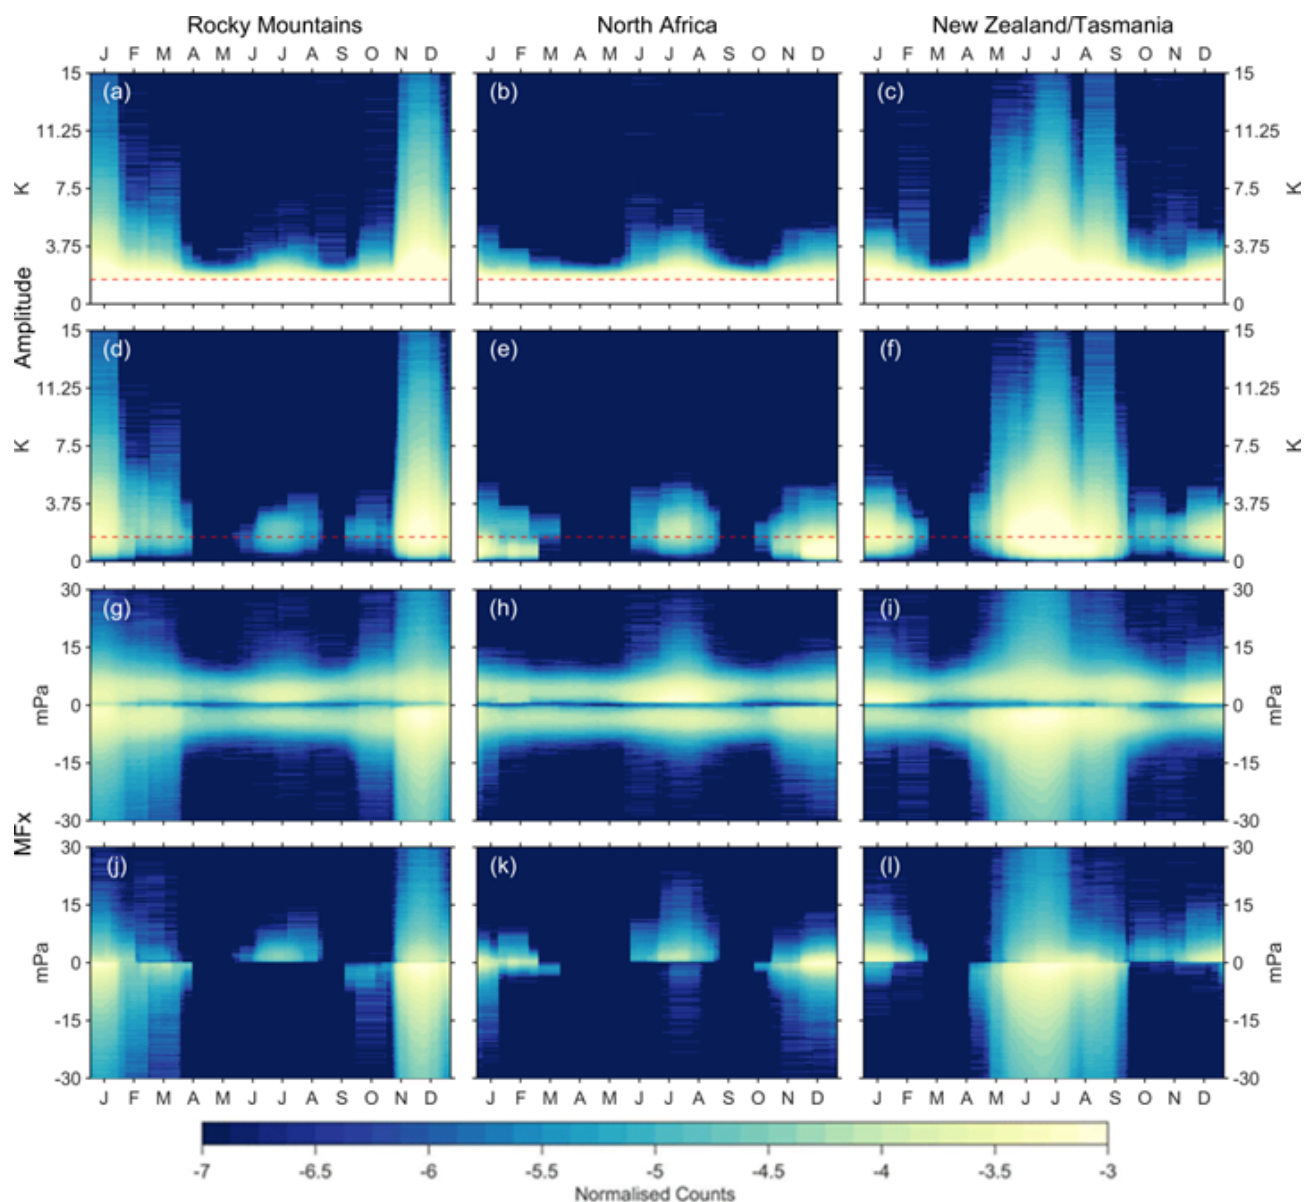 Rocky Mountains North Africa New Zealand/Tasmania
J F M A M J J A S O N D J F M A M J J A S O N D J F M A M J J A S O N D
15 (a) (b) (c) 15
11.25 11.25
K 7.5 7.5 K
3.75 3.75
0 0
Amplitude
15 (d) (e) (f) 15
11.25 11.25
K 7.5 7.5 K
3.75 3.75
0 0
30 (g) (h) (i) 30
15 15
mPa 0 0 mPa
-15 -15
-30 -30
MFx
30 (j) (k) (l) 30
15 15
mPa 0 0 mPa
-15 -15
-30 -30
J F M A M J J A S O N D J F M A M J J A S O N D J F M A M J J A S O N D
-7 -6.5 -6 -5.5 -5 -4.5 -4 -3.5 -3
Normalised Counts